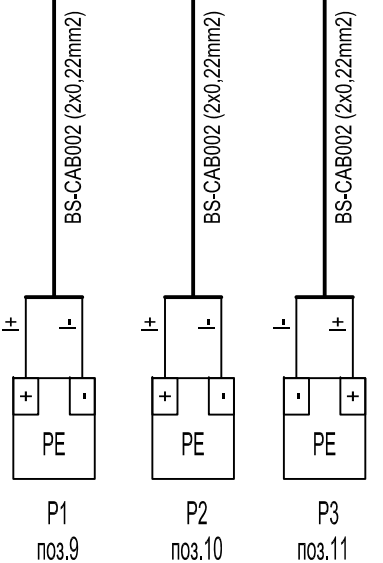 BS-CAB002 (2x0,22mm2)
BS-CAB002 (2x0,22mm2)
BS-CAB002 (2x0,22mm2)
I+ I- I+ I- I- I+
+ - + - - +
PE PE PE
P1 P2 P3
поз.9 поз.10 поз.11